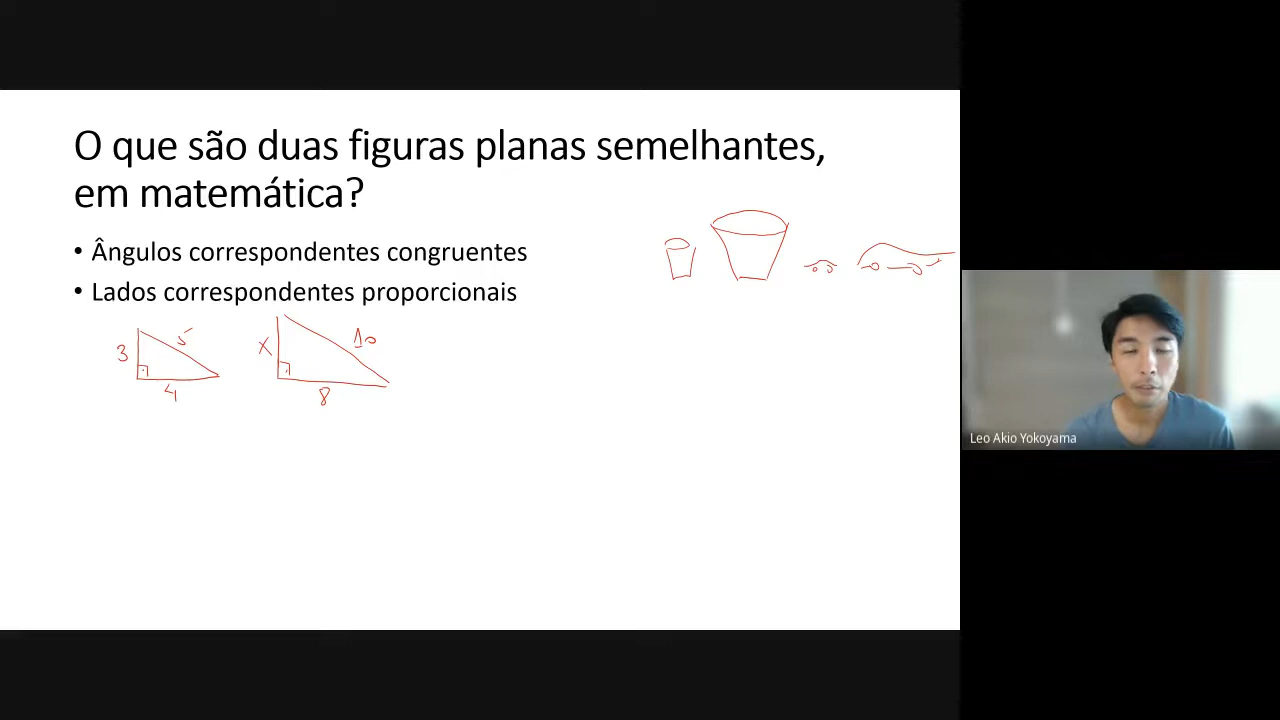 O que são duas figuras planas semelhantes,
em matemática?
• Ângulos correspondentes congruentes
• Lados correspondentes proporcionais
3 5 4
x 10 8
Leo Akio Yokoyama